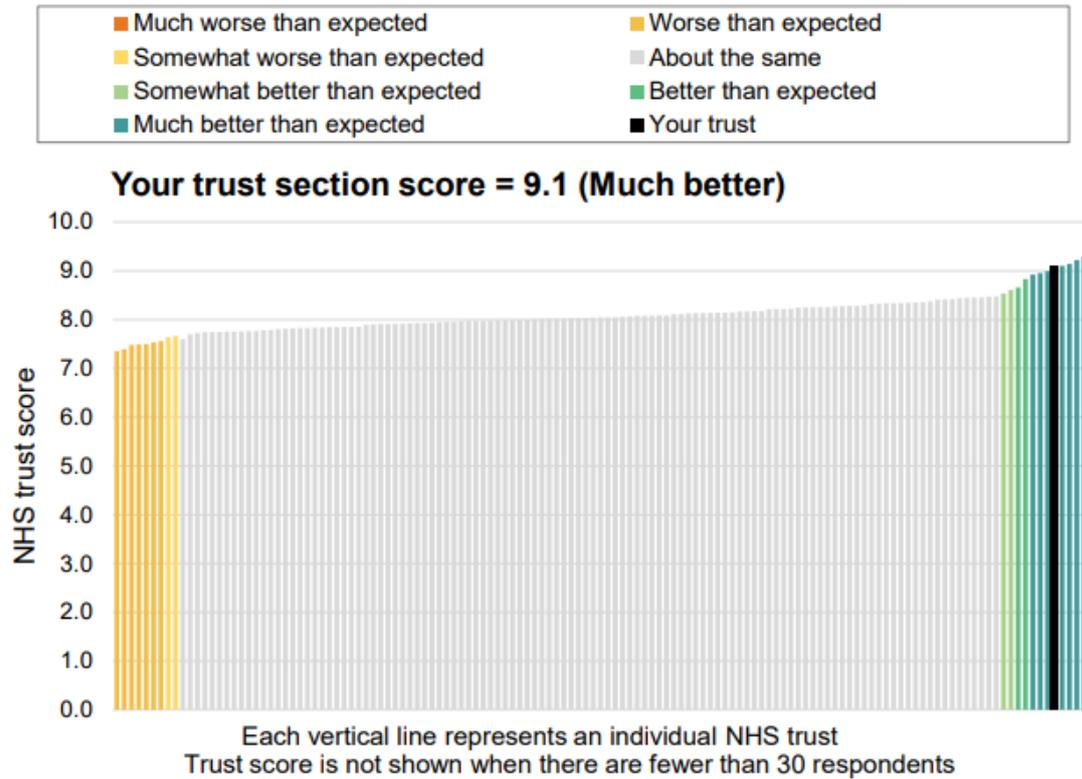 Much worse than expected Worse than expected
Somewhat worse than expected About the same
Somewhat better than expected Better than expected
Much better than expected Your trust
Your trust section score = 9.1 (Much better)
10.0
9.0
8.0
7.0
6.0
5.0
4.0
3.0
2.0
1.0
0.0
NHS trust score
Each vertical line represents an individual NHS trust
Trust score is not shown when there are fewer than 30 respondents